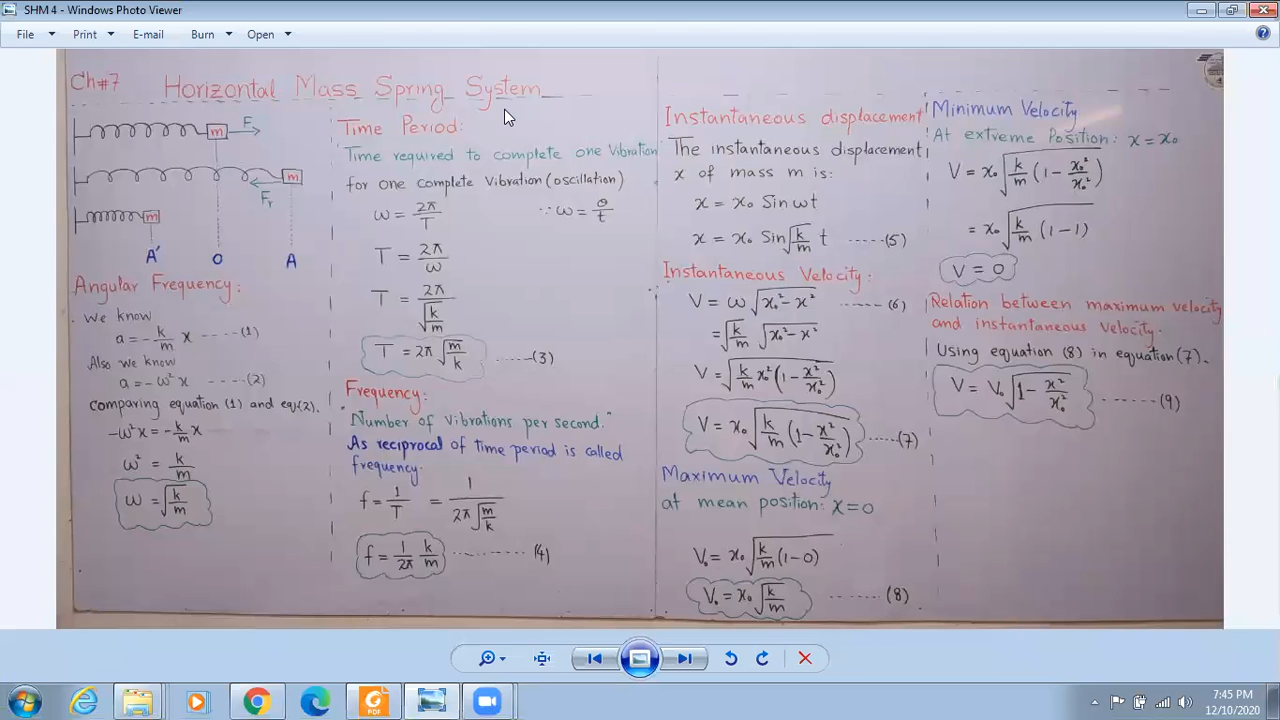 SHM 4 - Windows Photo Viewer
File Print E-mail Burn Open
Ch#7 Horizontal Mass Spring System
m F
m
Fr
m
A' O A
Angular Frequency:
We know
a = -k/m x -----(1)
Also we know
a = -ω²x -----(2)
comparing equation (1) and eq(2).
-ω²x = -k/m x
ω² = k/m
ω = √(k/m)
Time Period:
"Time required to complete one Vibration
for one complete Vibration (oscillation)
ω = 2π/T ∵ ω = θ/t
T = 2π/ω
T = 2π/√(k/m)
T = 2π √(m/k) ------(3)
Frequency:
"Number of vibrations per second."
As reciprocal of time period is called
frequency.
f = 1/T = 1/(2π√(m/k))
f = 1/2π k/m ---------- (4)
Instantaneous displacement
The instantaneous displacement
x of mass m is:
x = x₀ Sin ωt
x = x₀ Sin√(k/m) t -----(5)
Instantaneous Velocity:
V = ω √(x₀² - x²) ------(6)
= √(k/m) √(x₀² - x²)
V = √(k/m x₀²(1 - x²/x₀²))
V = x₀ √(k/m (1 - x²/x₀²)) -----(7)
Maximum Velocity
at mean position: x = 0
V₀ = x₀ √(k/m (1-0))
V₀ = x₀ √(k/m) ------- (8)
Minimum Velocity
At extreme Position: x = x₀
V = x₀ √(k/m (1 - x₀²/x₀²))
= x₀ √(k/m (1-1))
V = 0
Relation between maximum velocity
and instantaneous velocity.
Using equation (8) in equation (7).
V = V₀ √(1 - x²/x₀²) -------(9)
PDF
7:45 PM
12/10/2020